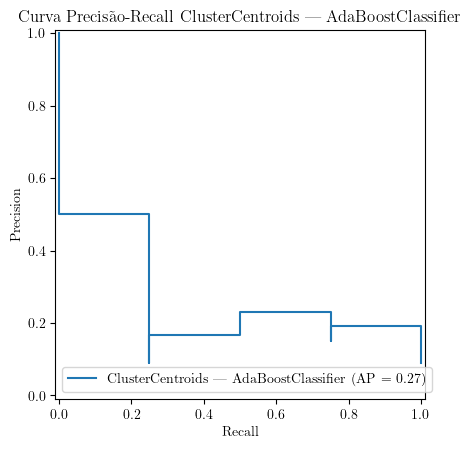 Curva Precisão-Recall ClusterCentroids — AdaBoostClassifier
1.0
0.8
0.6
0.4
0.2
0.0
Precision
ClusterCentroids — AdaBoostClassifier (AP = 0.27)
0.0 0.2 0.4 0.6 0.8 1.0
Recall